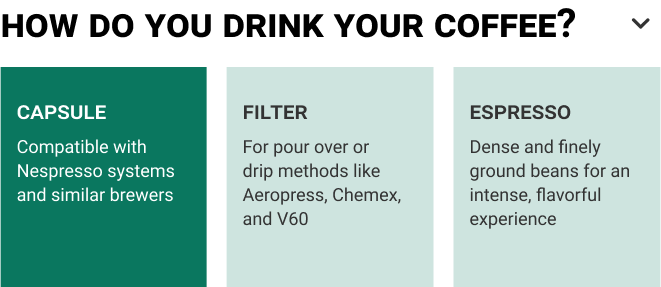 HOW DO YOU DRINK YOUR COFFEE?
CAPSULE
Compatible with
Nespresso systems
and similar brewers
FILTER
For pour over or
drip methods like
Aeropress, Chemex,
and V60
ESPRESSO
Dense and finely
ground beans for an
intense, flavorful
experience